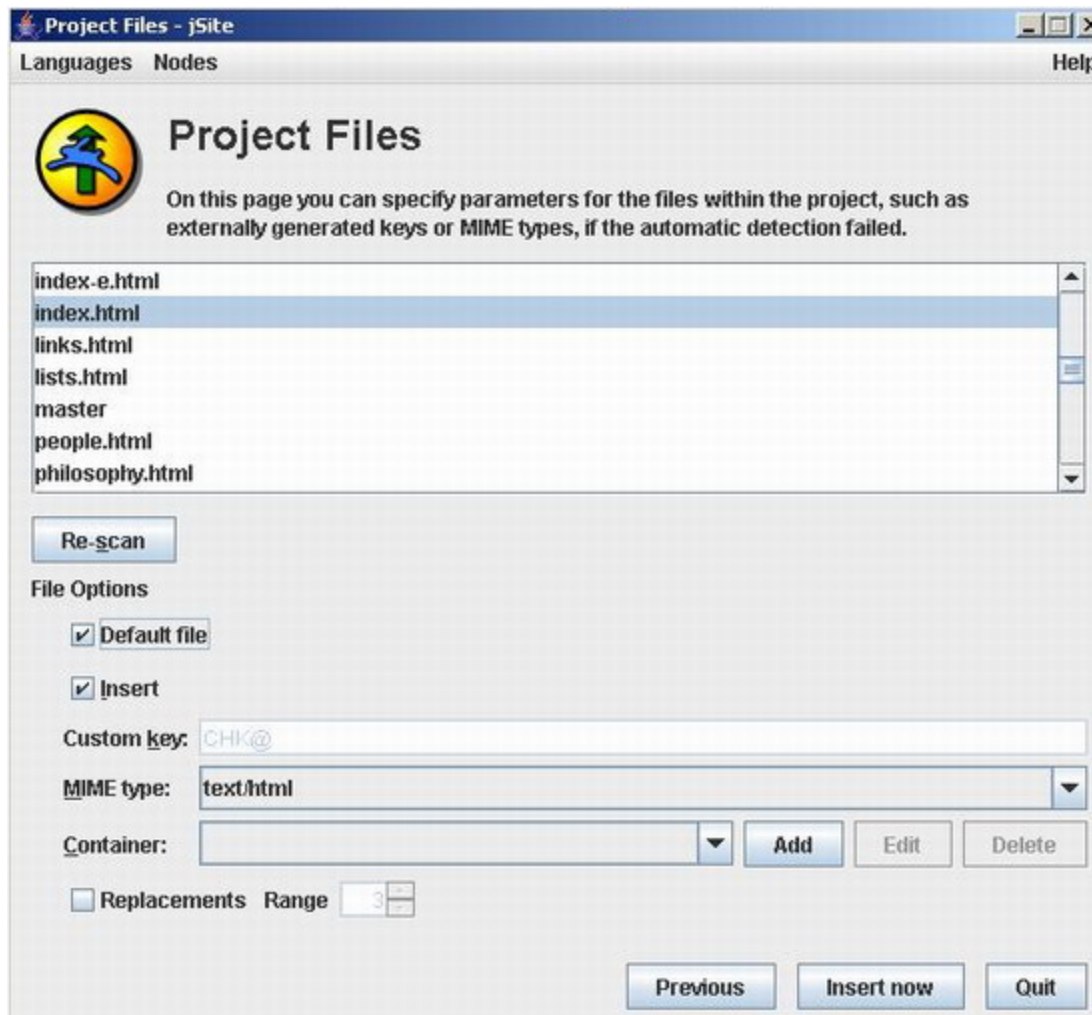 Project Files - jSite
Languages Nodes Help
Project Files
On this page you can specify parameters for the files within the project, such as
externally generated keys or MIME types, if the automatic detection failed.
index-e.html
index.html
links.html
lists.html
master
people.html
philosophy.html
Re-scan
File Options
Default file
Insert
Custom key: CHK@
MIME type: text/html
Container: Add Edit Delete
Replacements Range 3
Previous Insert now Quit